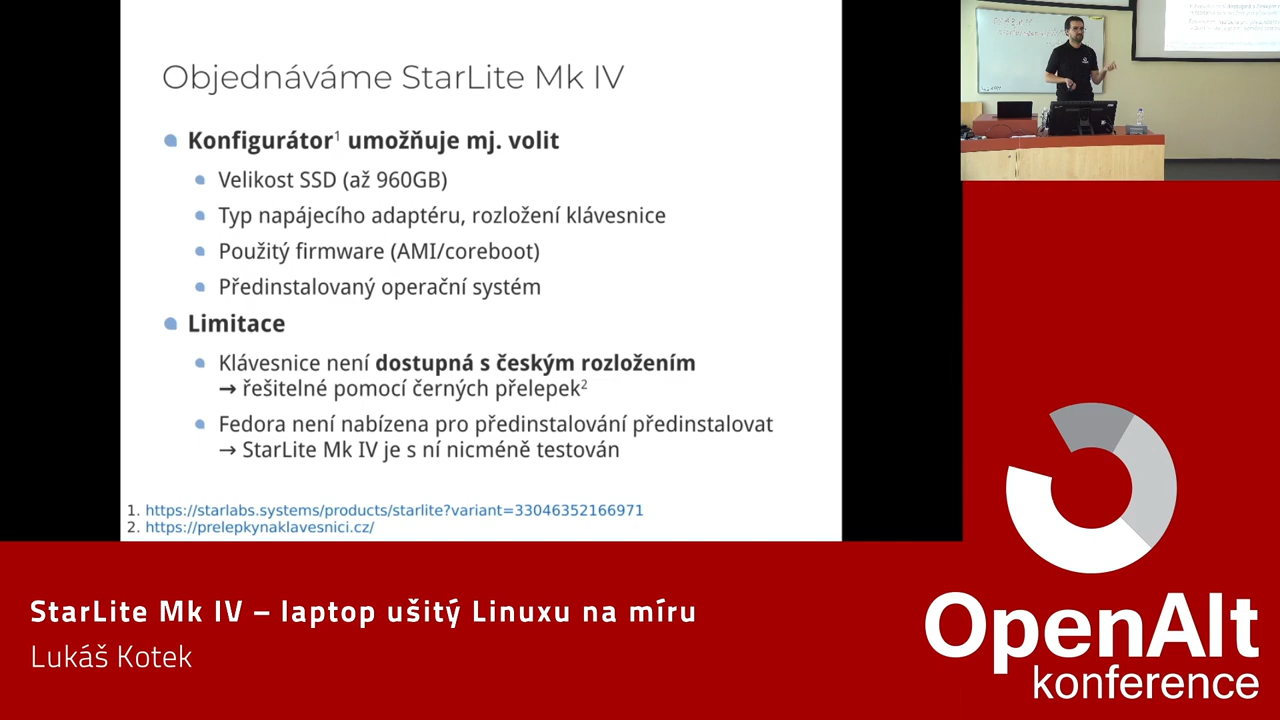 Objednáváme StarLite Mk IV
Konfigurátor¹ umožňuje mj. volit
Velikost SSD (až 960GB)
Typ napájecího adaptéru, rozložení klávesnice
Použitý firmware (AMI/coreboot)
Předinstalovaný operační systém
Limitace
Klávesnice není dostupná s českým rozložením
→ řešitelné pomocí černých přelepek²
Fedora není nabízena pro předinstalování předinstalovat
→ StarLite Mk IV je s ní nicméně testován
1. https://starlabs.systems/products/starlite?variant=33046352166971
2. https://prelepkynaklavesnici.cz/
StarLite Mk IV – laptop ušitý Linuxu na míru
Lukáš Kotek
OpenAlt
konference